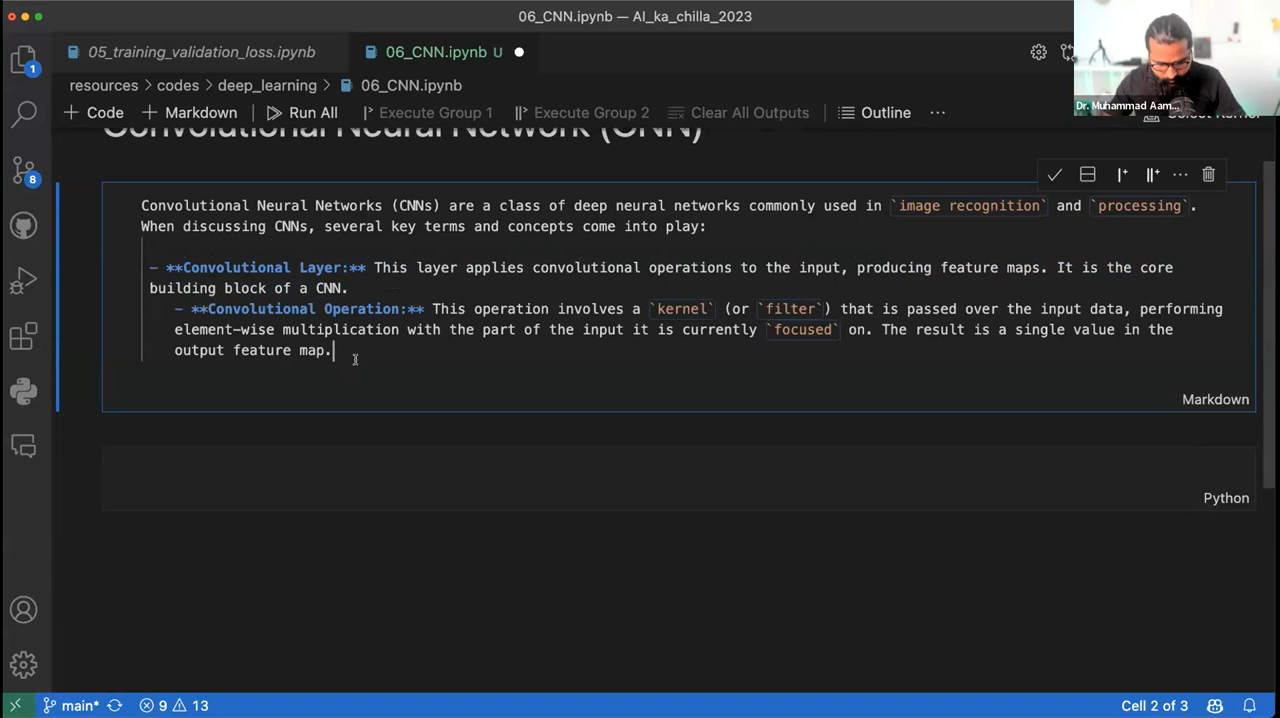 06_CNN.ipynb — AI_ka_chilla_2023
05_training_validation_loss.ipynb
06_CNN.ipynb U
resources > codes > deep_learning > 06_CNN.ipynb
+ Code + Markdown Run All Execute Group 1 Execute Group 2 Clear All Outputs Outline ...
Dr. Muhammad Aam...
Select Kernel
Convolutional Neural Network (CNN)
Convolutional Neural Networks (CNNs) are a class of deep neural networks commonly used in `image recognition` and `processing`.
When discussing CNNs, several key terms and concepts come into play:
- **Convolutional Layer:** This layer applies convolutional operations to the input, producing feature maps. It is the core
building block of a CNN.
- **Convolutional Operation:** This operation involves a `kernel` (or `filter`) that is passed over the input data, performing
element-wise multiplication with the part of the input it is currently `focused` on. The result is a single value in the
output feature map.
Markdown
Python
1
8
main* 9 13
Cell 2 of 3